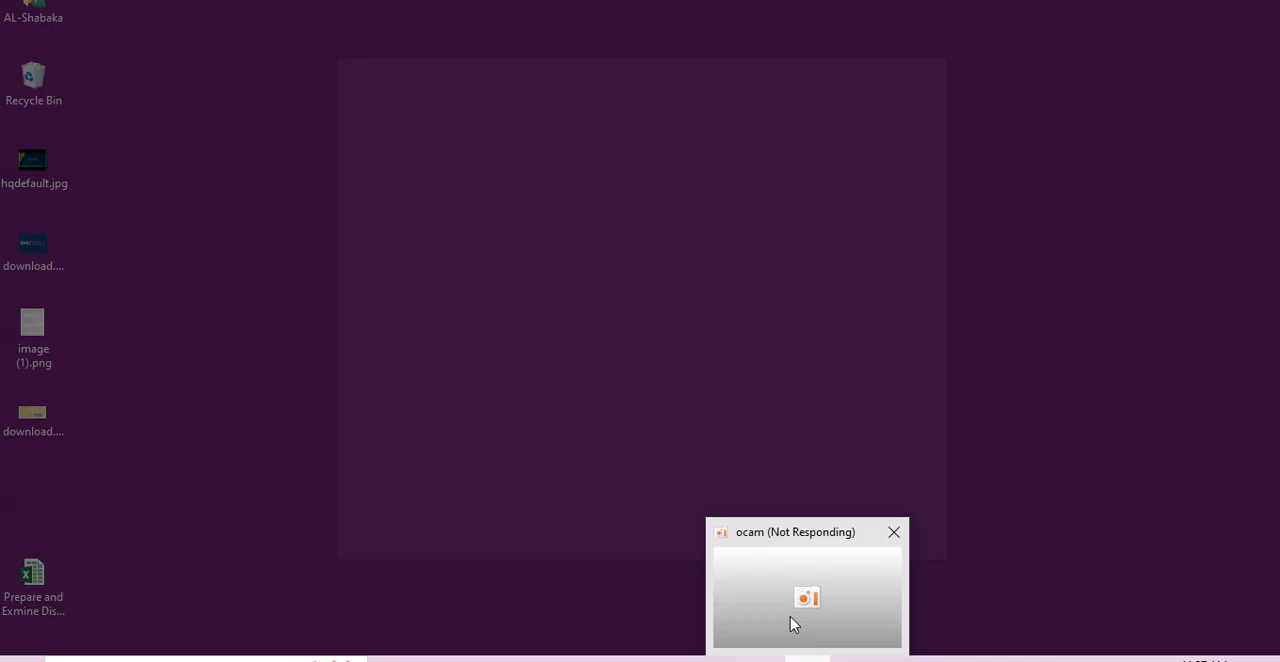 AL-Shabaka
Recycle Bin
hqdefault.jpg
download....
image
(1).png
download....
Prepare and
Exmine Dis...
ocam (Not Responding)